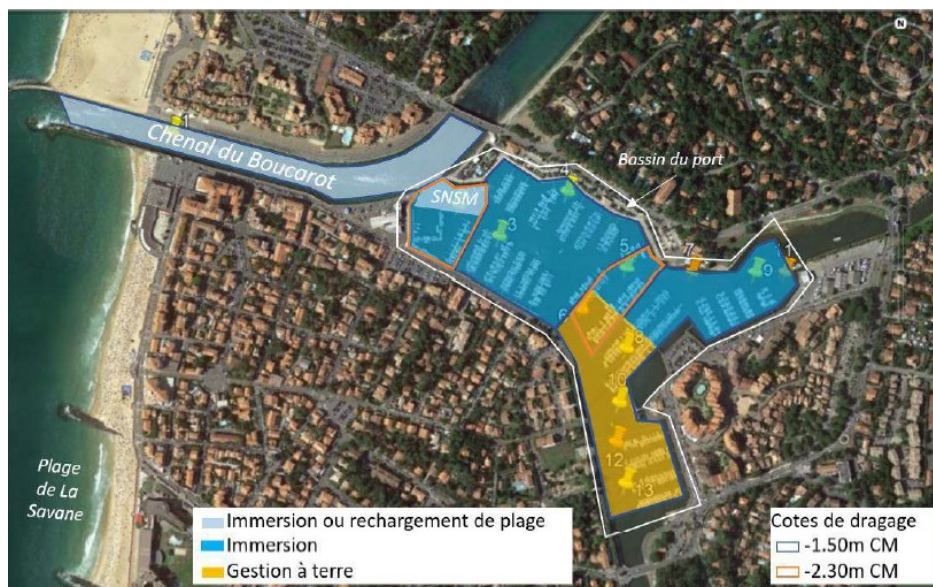 N
1
Chenal du Boucarot
SNSM
4
Bassin du port
3
5
7
9
6
8
10
12
13
Plage
de La
Savane
Immersion ou rechargement de plage
Immersion
Gestion à terre
Cotes de dragage
-1.50m CM
-2.30m CM